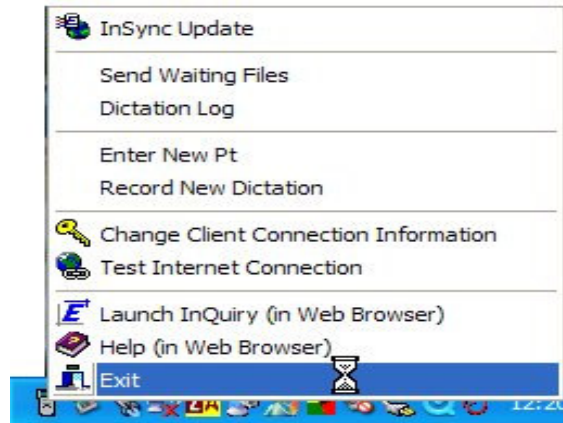 InSync Update
Send Waiting Files
Dictation Log
Enter New Pt
Record New Dictation
Change Client Connection Information
Test Internet Connection
Launch InQuiry (in Web Browser)
Help (in Web Browser)
Exit